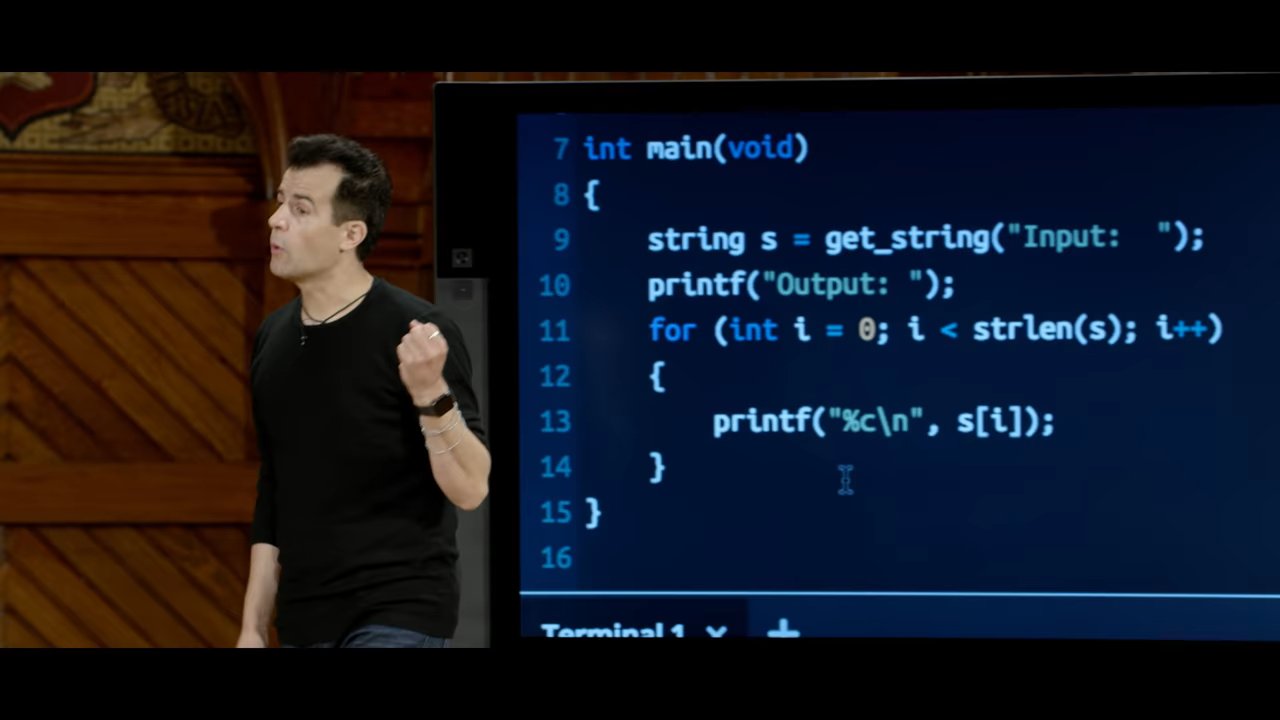 7 int main(void)
8 {
9 string s = get_string("Input:  ");
10 printf("Output: ");
11 for (int i = 0; i < strlen(s); i++)
12 {
13 printf("%c\n", s[i]);
14 }
15 }
16
Terminal 1 × +